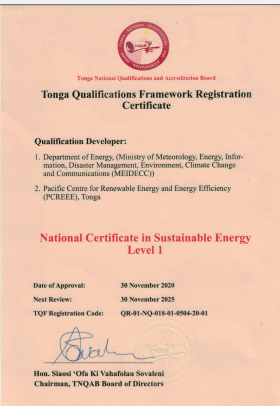 Tonga National Qualifications and Accreditation Board
Tonga Qualifications Framework Registration
Certificate
Qualification Developer:
1. Department of Energy, (Ministry of Meteorology, Energy, Infor-
mation, Disaster Management, Environment, Climate Change
and Communications (MEIDECC))
2. Pacific Centre for Renewable Energy and Energy Efficiency
(PCREEE), Tonga
National Certificate in Sustainable Energy
Level 1
Date of Approval: 30 November 2020
Next Review: 30 November 2025
TQF Registration Code: QR-01-NQ-018-01-0504-20-01
Hon. Siaosi ‘Ofa Ki Vahafolau Sovaleni
Chairman, TNQAB Board of Directors